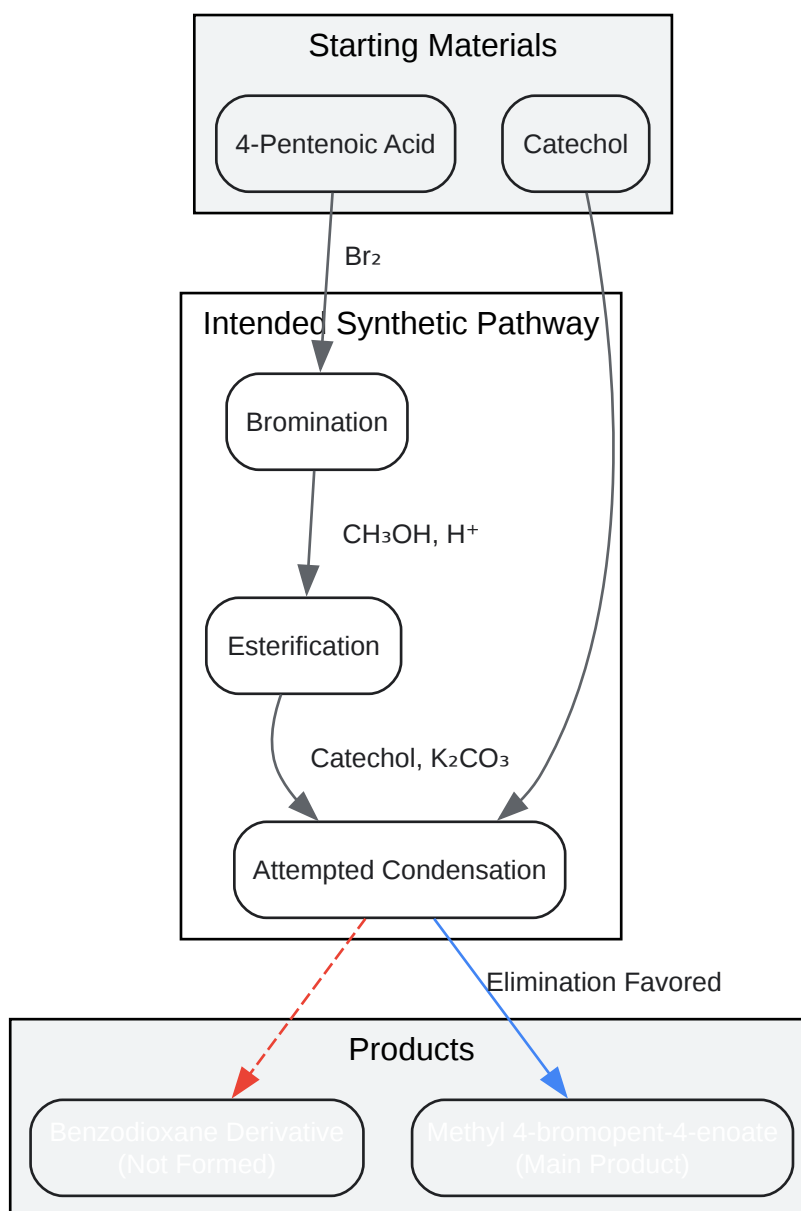 Starting Materials
4-Pentenoic Acid
Catechol
Br₂
Intended Synthetic Pathway
Bromination
CH₃OH, H⁺
Esterification
Catechol, K₂CO₃
Attempted Condensation
Elimination Favored
Products
Benzodioxane Derivative
(Not Formed)
Methyl 4-bromopent-4-enoate
(Main Product)